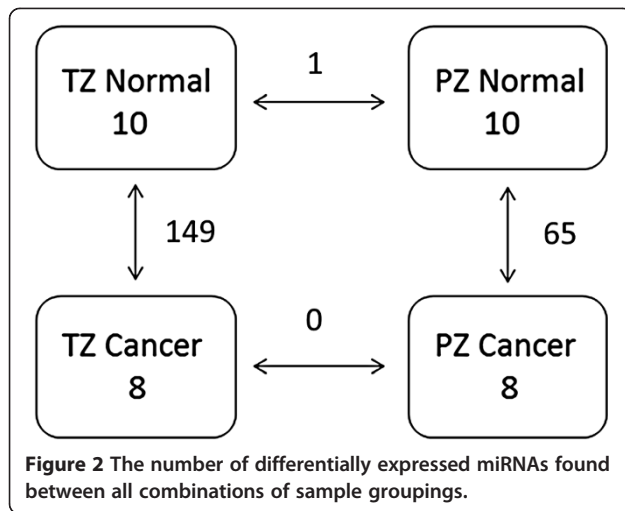 TZ Normal
10
1
PZ Normal
10
149
65
TZ Cancer
8
0
PZ Cancer
8
Figure 2 The number of differentially expressed miRNAs found
between all combinations of sample groupings.